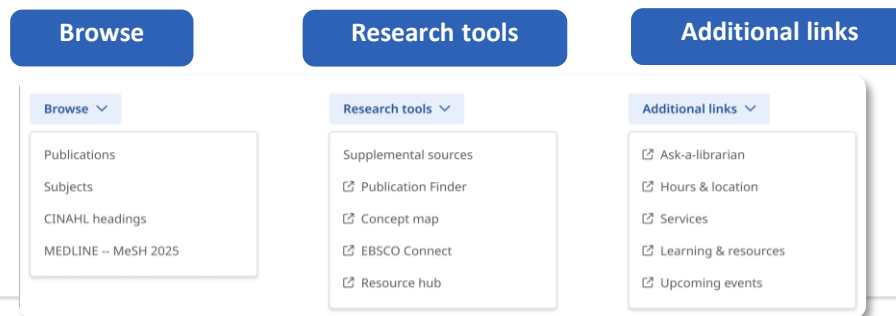 Browse
Research tools
Additional links
Browse
Publications
Subjects
CINAHL headings
MEDLINE -- MeSH 2025
Research tools
Supplemental sources
Publication Finder
Concept map
EBSCO Connect
Resource hub
Additional links
Ask-a-librarian
Hours & location
Services
Learning & resources
Upcoming events